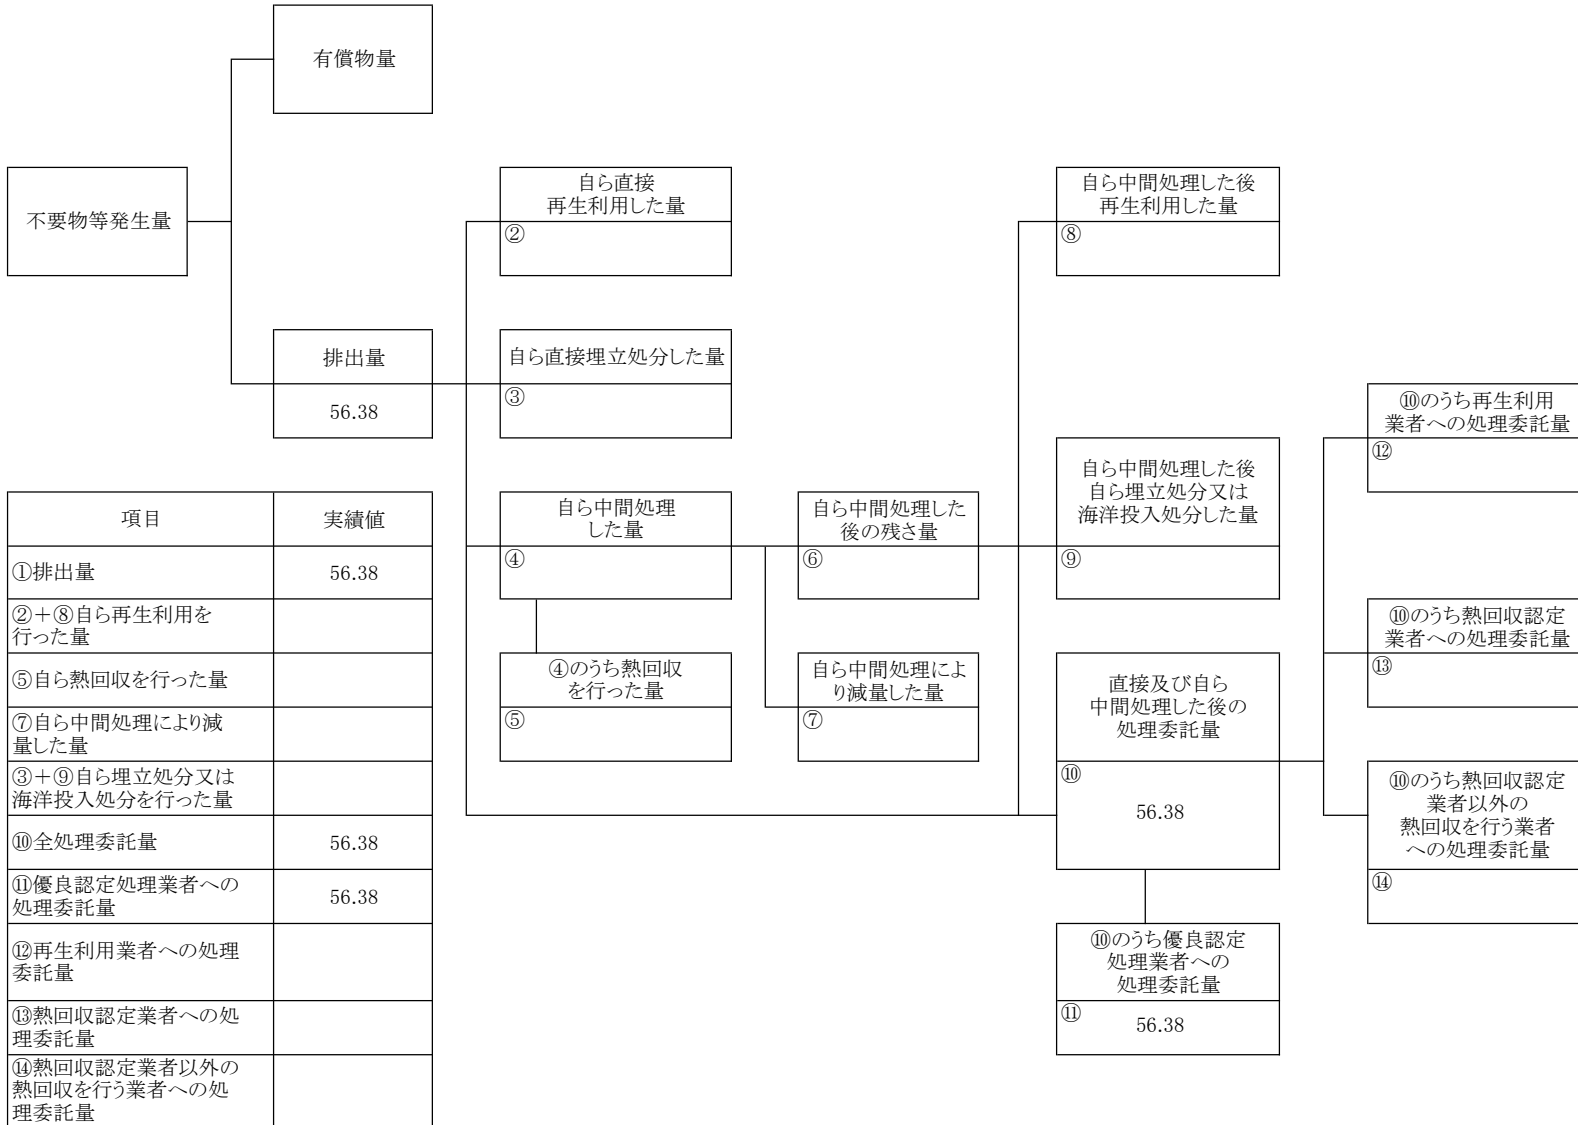 有償物量
不要物等発生量
自ら直接
再生利用した量
②
自ら中間処理した後
再生利用した量
⑧
排出量
56.38
自ら直接埋立処分した量
③
⑩のうち再生利用
業者への処理委託量
⑫
自ら中間処理した後
自ら埋立処分又は
海洋投入処分した量
⑨
自ら中間処理
した量
④
自ら中間処理した
後の残さ量
⑥
④のうち熱回収
を行った量
⑤
自ら中間処理によ
り減量した量
⑦
直接及び自ら
中間処理した後の
処理委託量
⑩
56.38
⑩のうち熱回収認定
業者への処理委託量
⑬
⑩のうち熱回収認定
業者以外の
熱回収を行う業者
への処理委託量
⑭
⑩のうち優良認定
処理業者への
処理委託量
⑪
56.38
項目
実績値
①排出量
56.38
②＋⑧自ら再生利用を
行った量
⑤自ら熱回収を行った量
⑦自ら中間処理により減
量した量
③＋⑨自ら埋立処分又は
海洋投入処分を行った量
⑩全処理委託量
56.38
⑪優良認定処理業者への
処理委託量
56.38
⑫再生利用業者への処理
委託量
⑬熱回収認定業者への処
理委託量
⑭熱回収認定業者以外の
熱回収を行う業者への処
理委託量